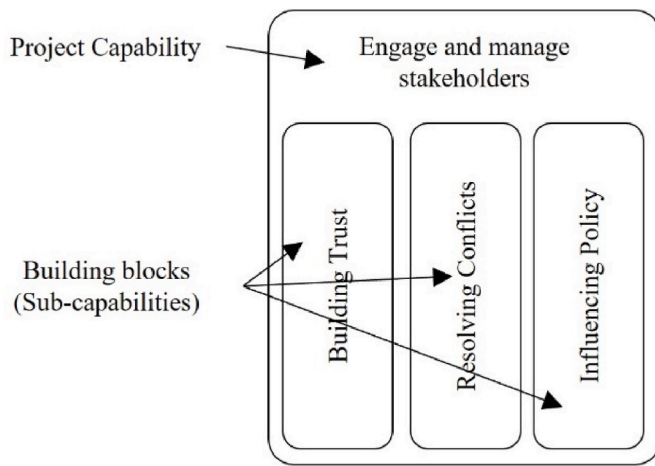 Project Capability
Engage and manage
stakeholders
Building blocks
(Sub-capabilities)
Building Trust
Resolving Conflicts
Influencing Policy